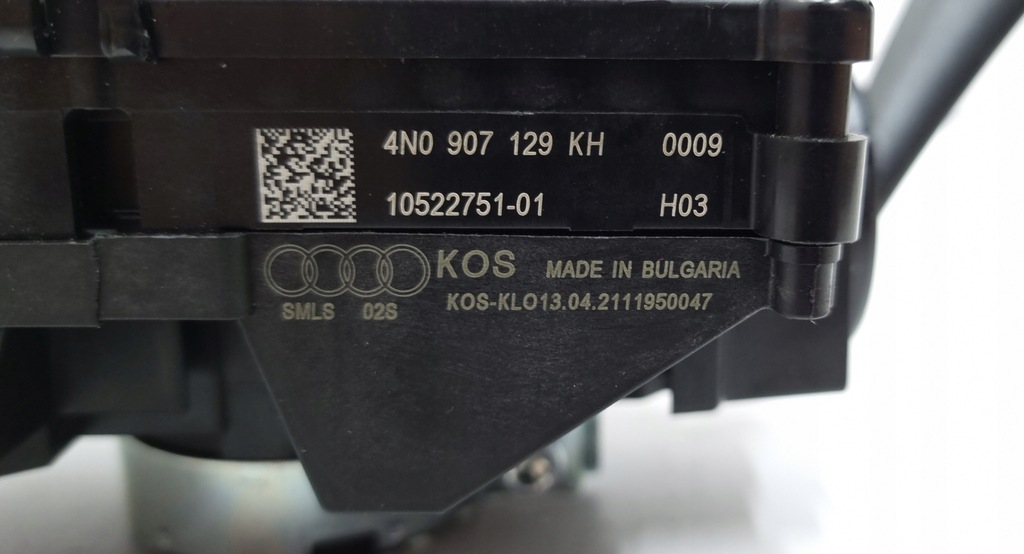 4N0 907 129 KH 0009
10522751-01 H03
KOS MADE IN BULGARIA
SMLS 02S KOS-KLO13.04.2111950047